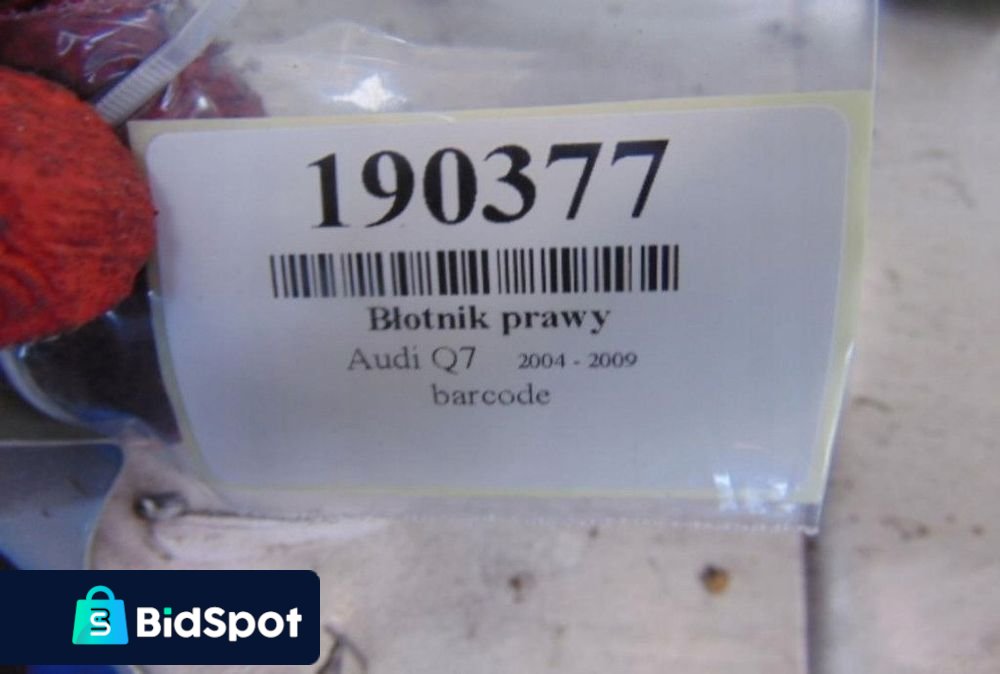 190377
Błotnik prawy
Audi Q7 2004 - 2009
barcode
BidSpot